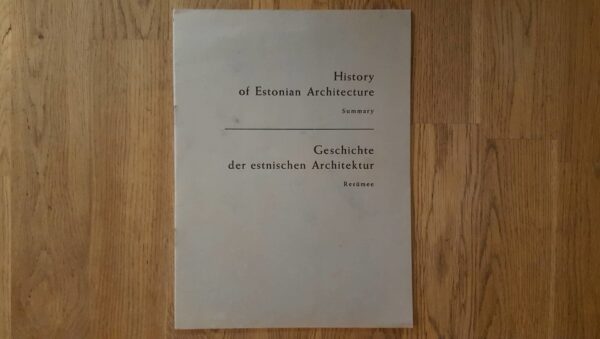 History
of Estonian Architecture
Summary
Geschichte
der estnischen Architektur
Resümee